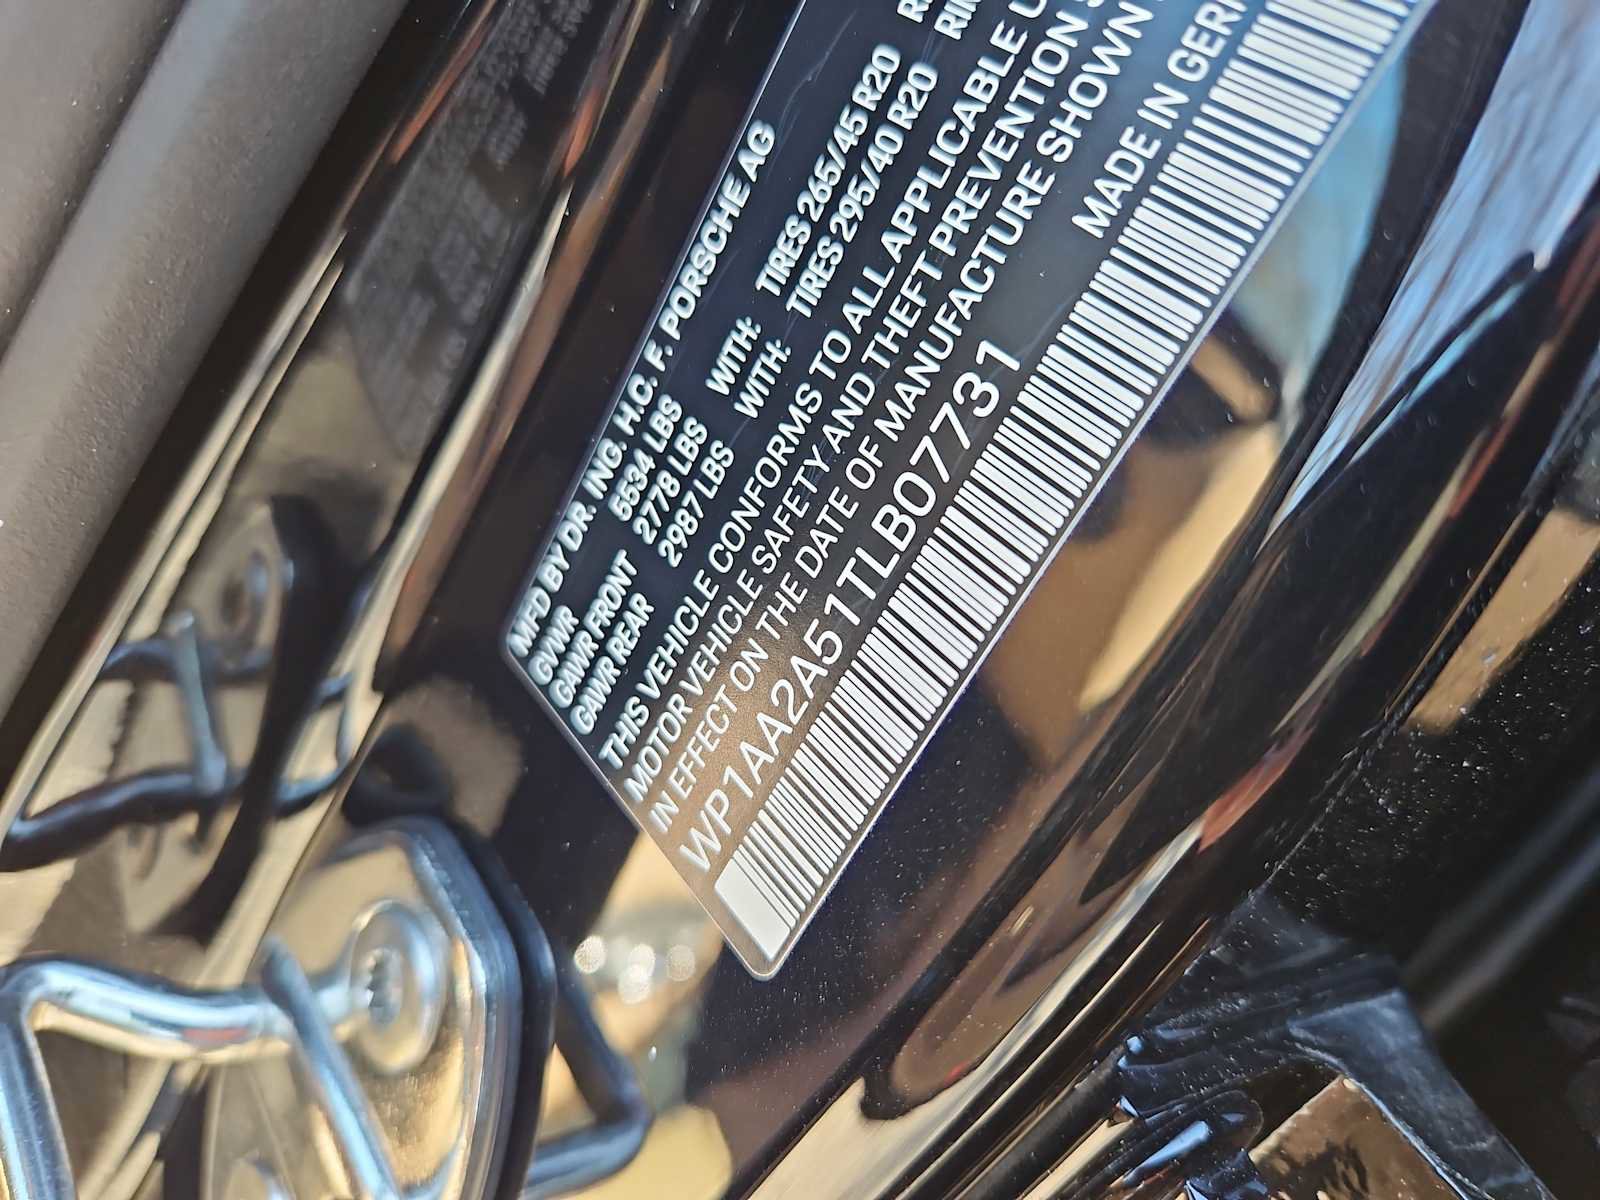 MFD BY DR. ING. H.C. F. PORSCHE AG
GVWR 5534 LBS
GAWR FRONT 2778 LBS WITH: TIRES 265/45 R20
GAWR REAR 2987 LBS WITH: TIRES 295/40 R20
THIS VEHICLE CONFORMS TO ALL APPLICABLE
MOTOR VEHICLE SAFETY AND THEFT PREVENTION
IN EFFECT ON THE DATE OF MANUFACTURE SHOWN
WP1AA2A51TLB07731 MADE IN GER